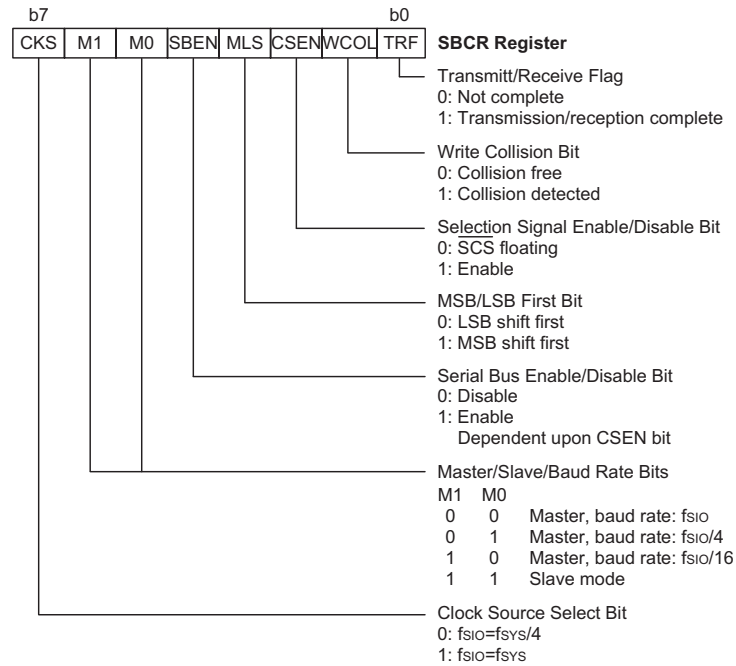 b7 b0
CKS M1 M0 SBEN MLS CSEN WCOL TRF SBCR Register
Transmitt/Receive Flag
0: Not complete
1: Transmission/reception complete
Write Collision Bit
0: Collision free
1: Collision detected
Selection Signal Enable/Disable Bit
0: S̅C̅S̅ floating
1: Enable
MSB/LSB First Bit
0: LSB shift first
1: MSB shift first
Serial Bus Enable/Disable Bit
0: Disable
1: Enable
Dependent upon CSEN bit
Master/Slave/Baud Rate Bits
M1 M0
0 0 Master, baud rate: fSIO
0 1 Master, baud rate: fSIO/4
1 0 Master, baud rate: fSIO/16
1 1 Slave mode
Clock Source Select Bit
0: fSIO=fSYS/4
1: fSIO=fSYS